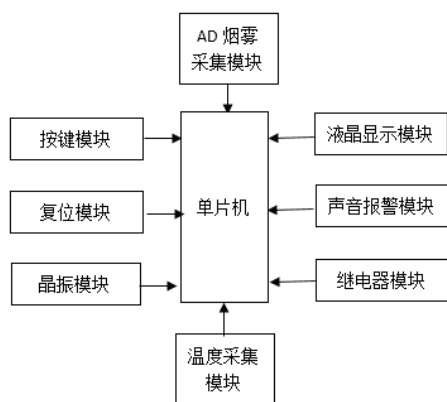 AD 烟雾
采集模块
按键模块
液晶显示模块
复位模块
单片机
声音报警模块
晶振模块
继电器模块
温度采集
模块